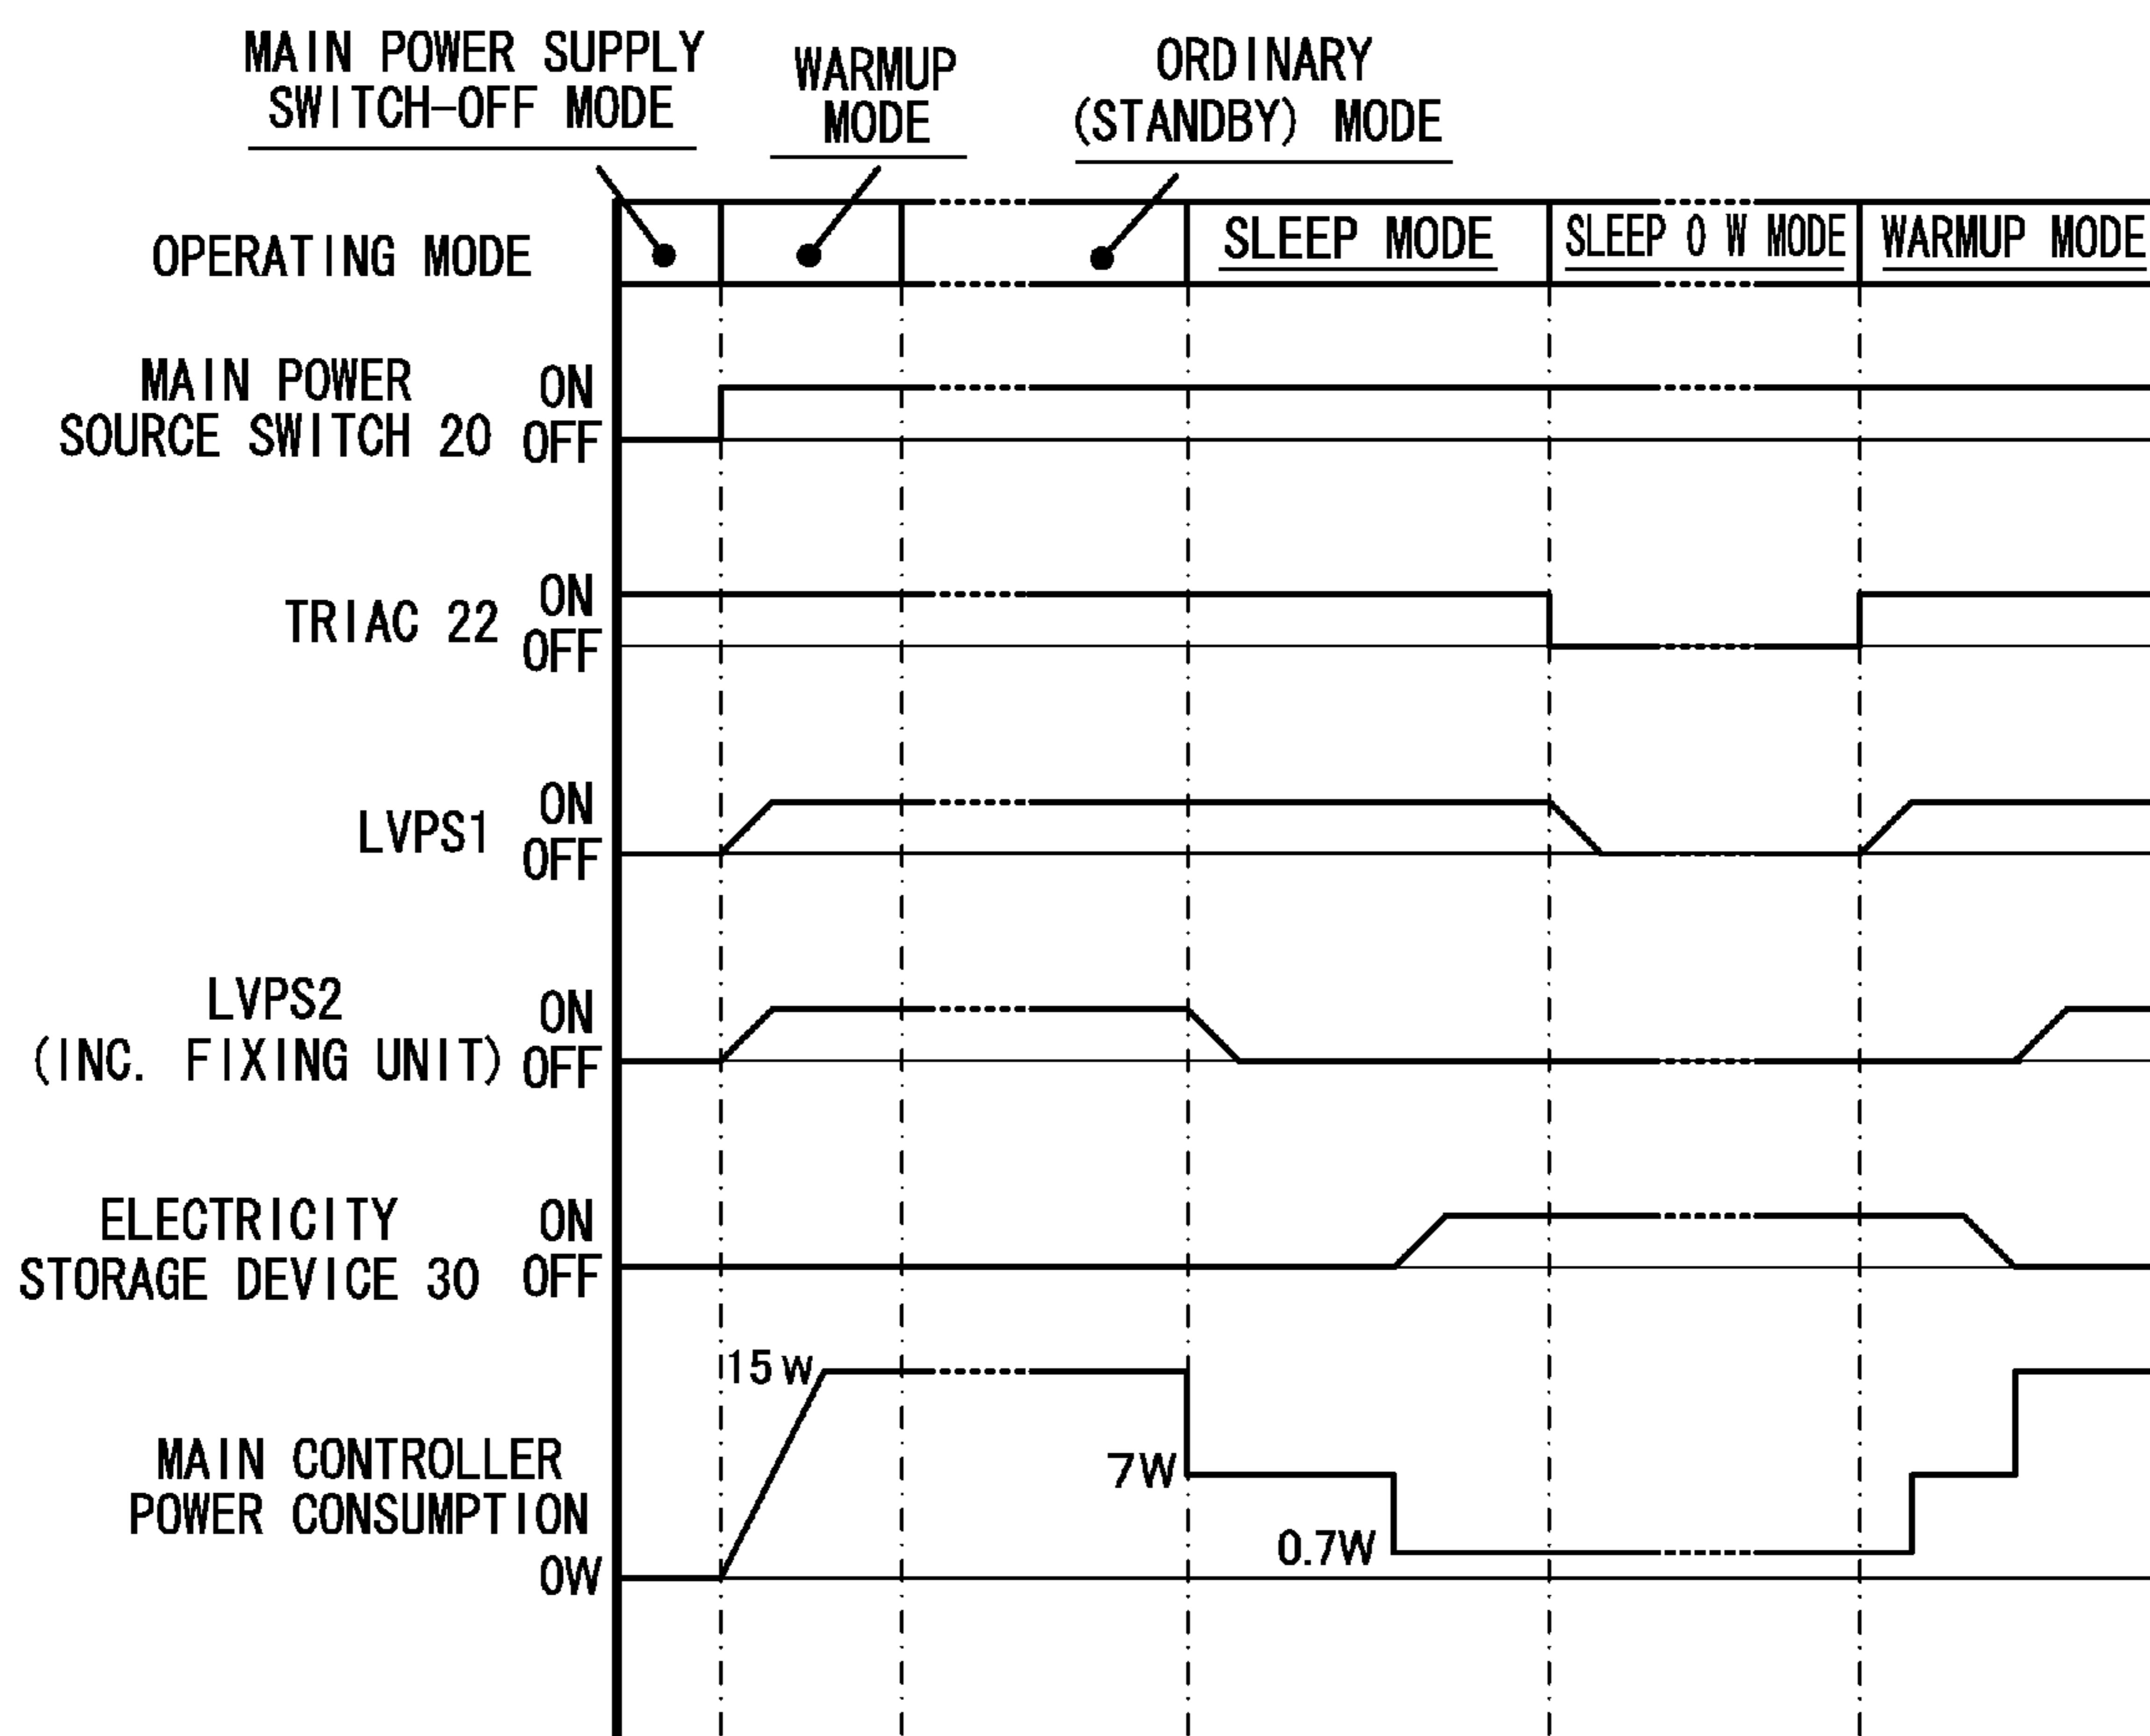 MAIN POWER SUPPLY
SWITCH-OFF MODE
WARMUP
MODE
ORDINARY
(STANDBY) MODE
OPERATING MODE
SLEEP MODE
SLEEP 0 W MODE
WARMUP MODE
MAIN POWER
SOURCE SWITCH 20
ON
OFF
TRIAC 22
ON
OFF
LVPS1
ON
OFF
LVPS2
(INC. FIXING UNIT)
ON
OFF
ELECTRICITY
STORAGE DEVICE 30
ON
OFF
15W
7W
0.7W
MAIN CONTROLLER
POWER CONSUMPTION
0W